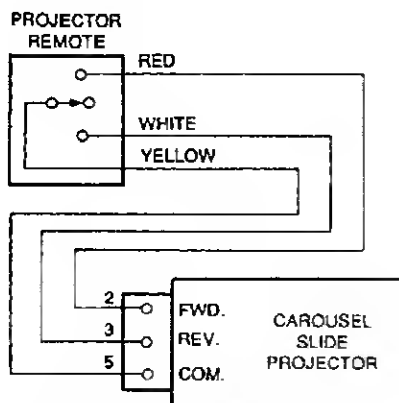 PROJECTOR
REMOTE
RED
WHITE
YELLOW
2 FWD.
3 REV.
5 COM.
CAROUSEL
SLIDE
PROJECTOR